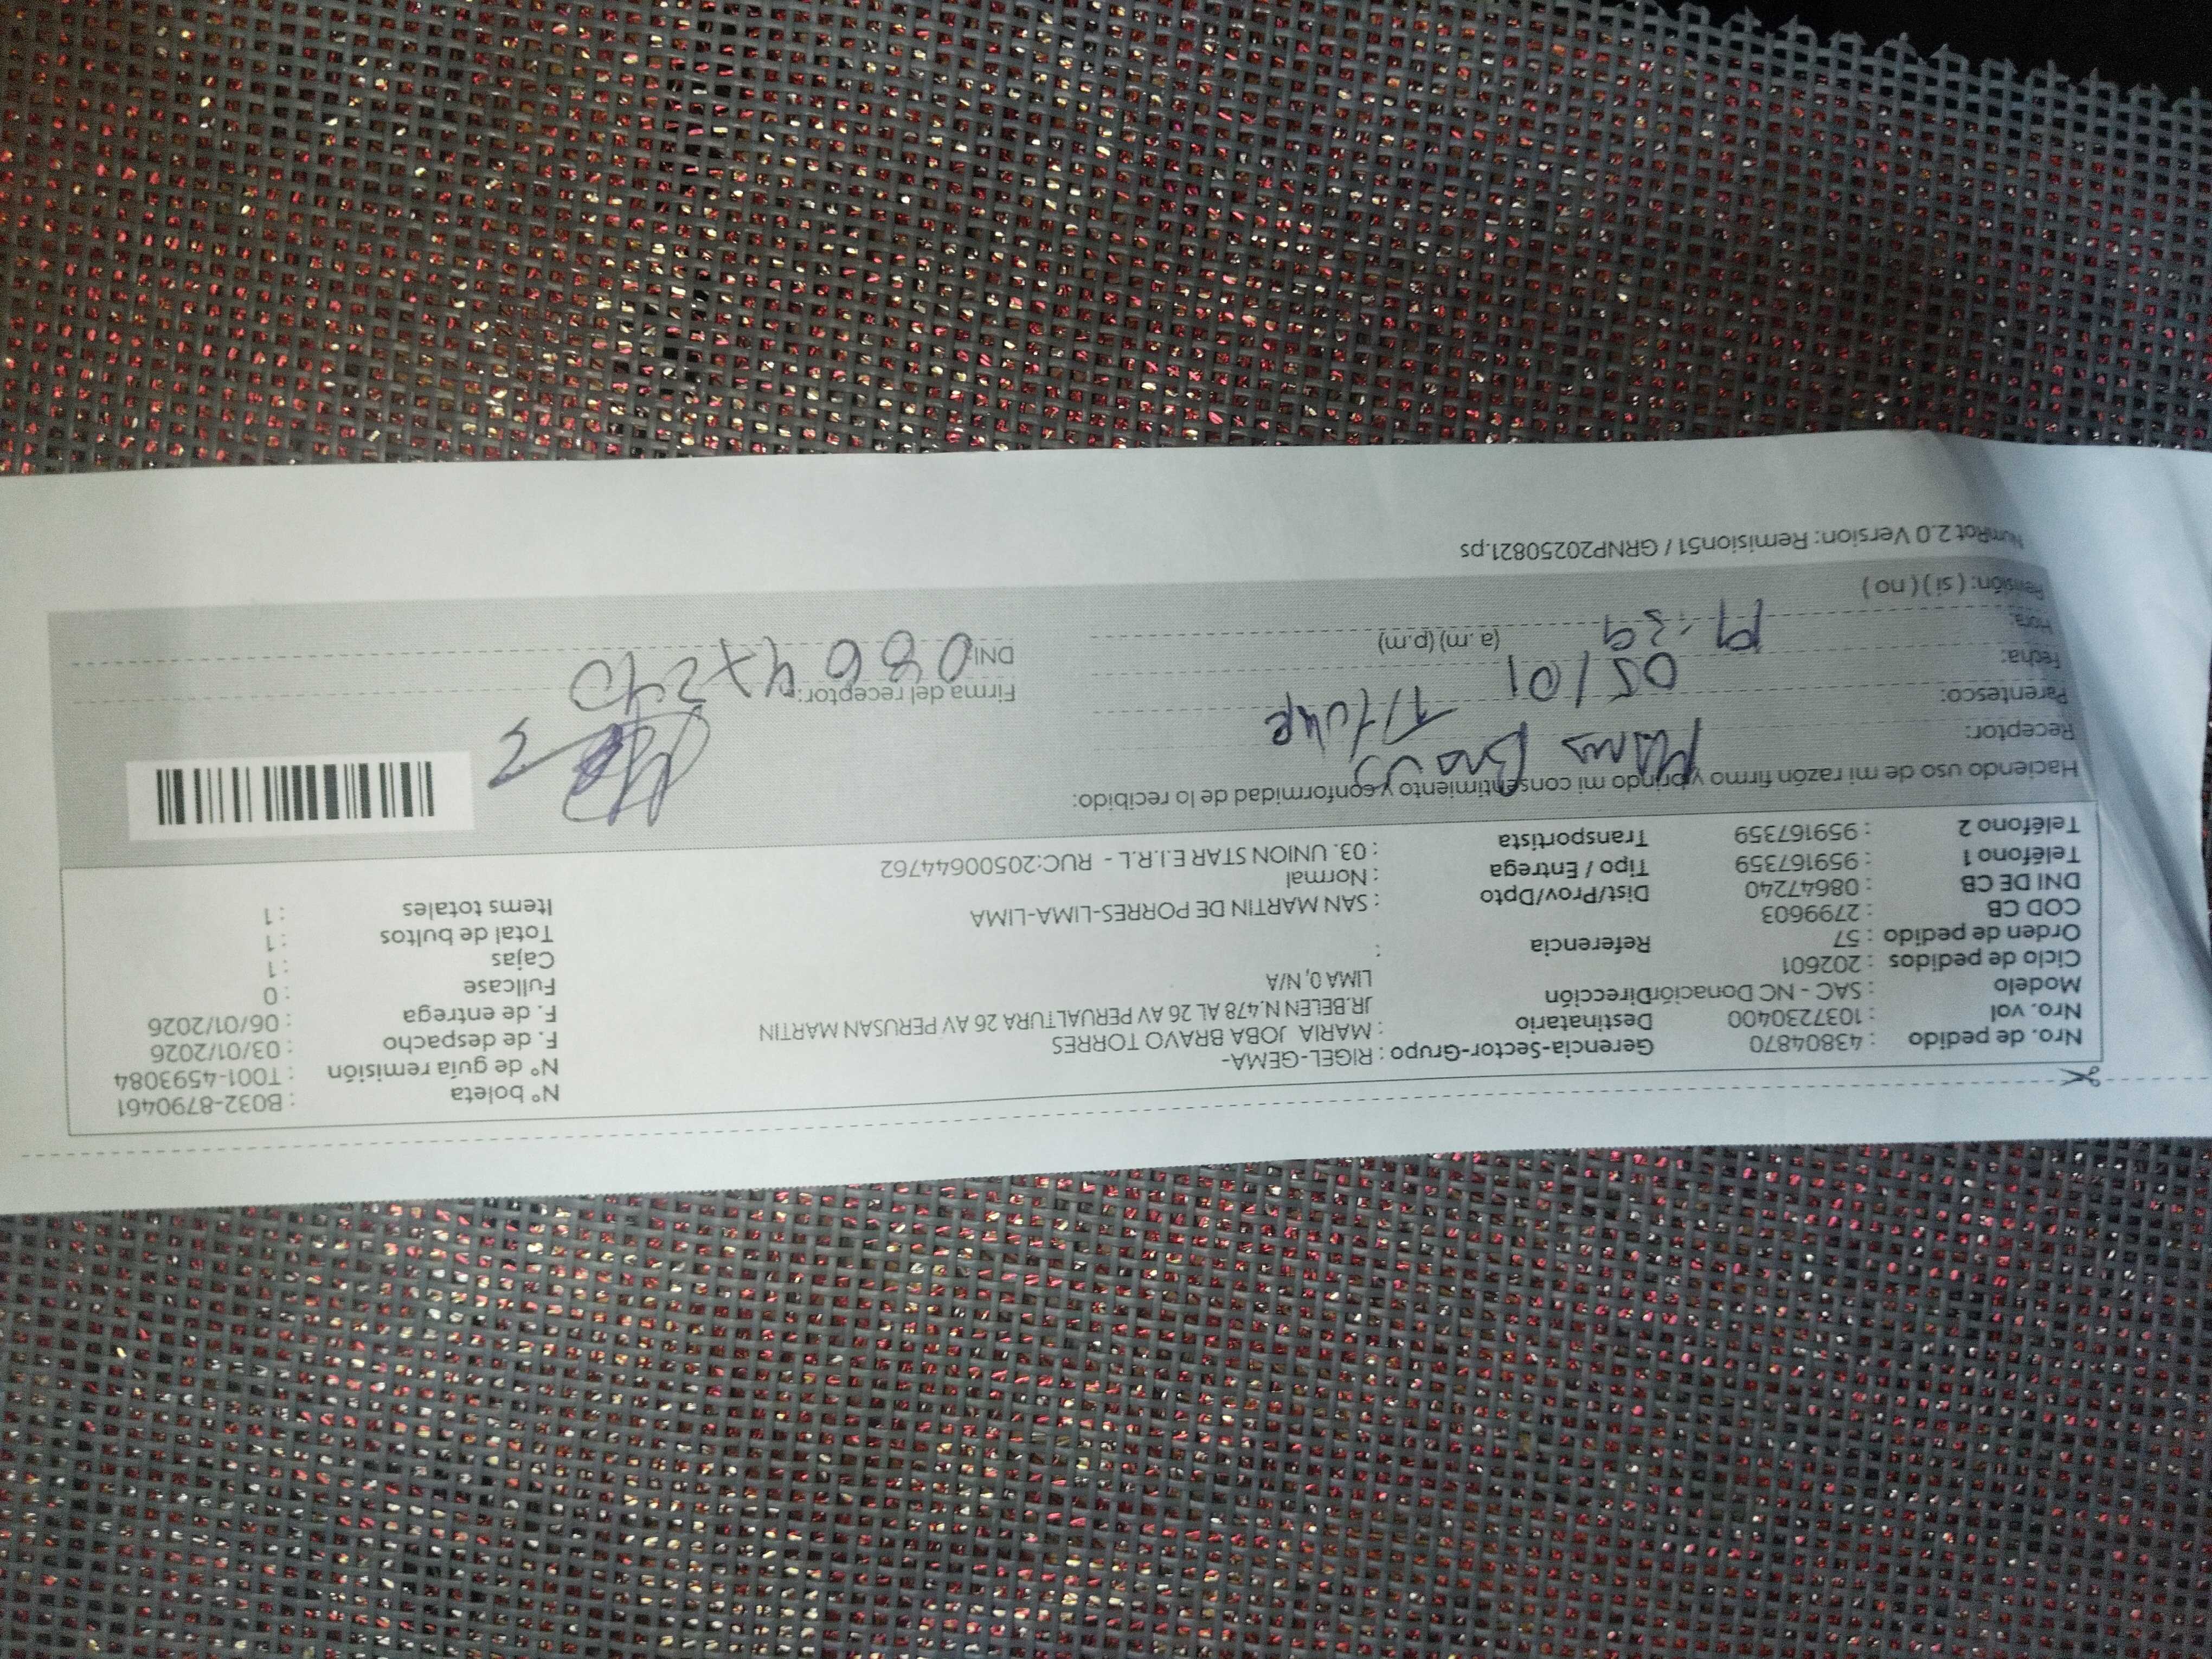 Nro. de pedido : 43804870 Gerencia-Sector-Grupo : RIGEL-GEMA- N° boleta : B032-8790461
Nro. vol : 1037230400 Destinatario : MARIA JOBA BRAVO TORRES N° de guía remisión : T001-4593084
Modelo : SAC - NC Donación Dirección JR.BELEN N.478 AL 26 AV PERUALTURA 26 AV PERUSAN MARTIN F. de despacho : 03/01/2026
LIMA 0, N/A F. de entrega : 06/01/2026
Ciclo de pedidos : 202601 Fullcase : 0
Orden de pedido : 57 Referencia : Cajas : 1
COD CB : 2799603 Total de bultos : 1
DNI DE CB : 08647240 Dist/Prov/Dpto : SAN MARTIN DE PORRES-LIMA-LIMA Items totales : 1
Teléfono 1 : 959167359 Tipo / Entrega : Normal
Teléfono 2 : 959167359 Transportista : 03. UNION STAR E.I.R.L - RUC:20500644762
Haciendo uso de mi razón firmo y brindo mi consentimiento y conformidad de lo recibido:
Receptor: Bravo
Parentesco: Titular Firma del receptor:
Fecha: 05/01 DNI: 08647240
Hora: (a.m) (p.m)
Revisión: ( si ) ( no )
NumRot 2.0 Version: Remision51 / GRNP20250821.ps